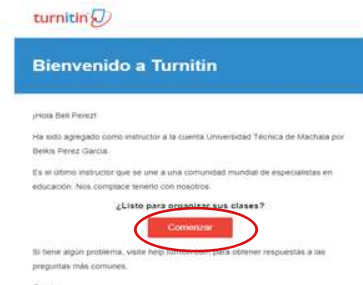 turnitin
Bienvenido a Turnitin
¡Hola Beli Perez!
Ha sido agregado como instructor a la cuenta Universidad Técnica de Machala por
Belkis Perez Garcia.
Es el último instructor que se une a una comunidad mundial de especialistas en
educación. Nos complace tenerlo con nosotros.
¿Listo para organizar sus clases?
Comenzar
Si tiene algún problema, visite help.turnitin.com para obtener respuestas a las
preguntas más comunes.